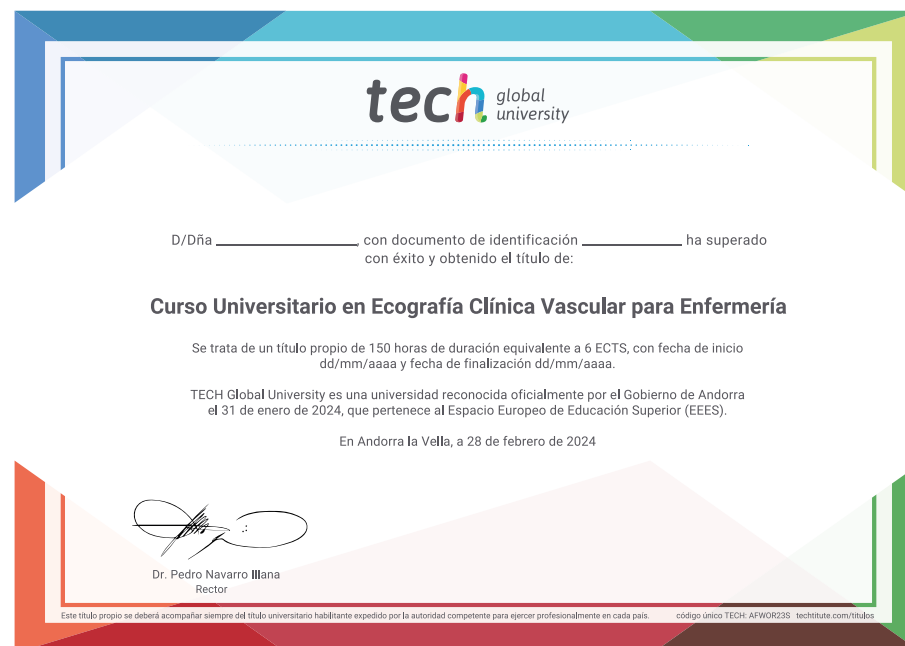 tech global university
D/Dña ____________, con documento de identificación ____________ ha superado
con éxito y obtenido el título de:
Curso Universitario en Ecografía Clínica Vascular para Enfermería
Se trata de un título propio de 150 horas de duración equivalente a 6 ECTS, con fecha de inicio
dd/mm/aaaa y fecha de finalización dd/mm/aaaa.
TECH Global University es una universidad reconocida oficialmente por el Gobierno de Andorra
el 31 de enero de 2024, que pertenece al Espacio Europeo de Educación Superior (EEES).
En Andorra la Vella, a 28 de febrero de 2024
Dr. Pedro Navarro Illana
Rector
Este título propio se deberá acompañar siempre del título universitario habilitante expedido por la autoridad competente para ejercer profesionalmente en cada país. código único TECH: AFWOR23S techtitute.com/titulos